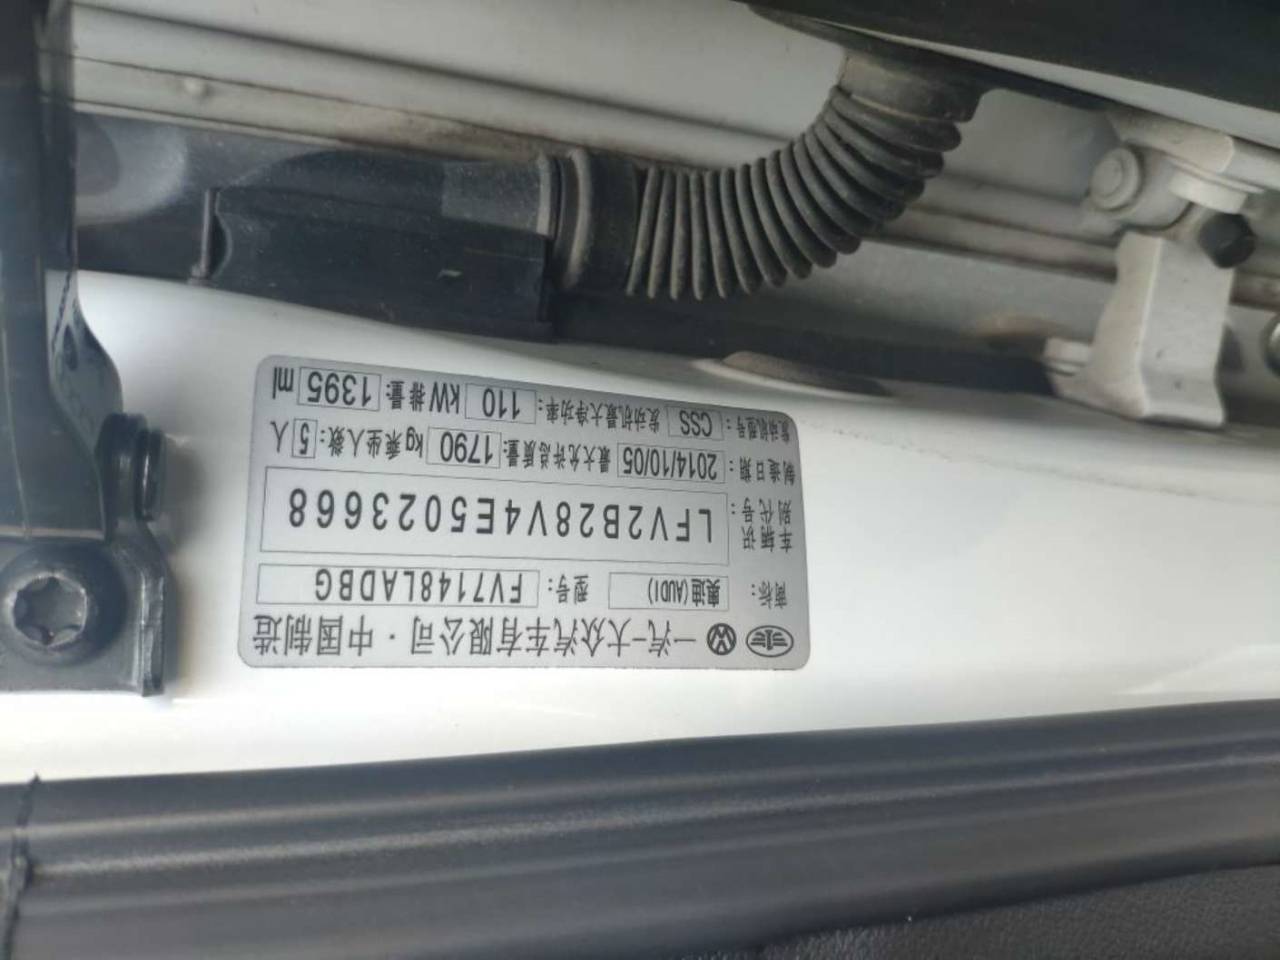 一汽-大众汽车有限公司·中国制造
商标: 奥迪(AUDI) 型号: FV7148LADBG
车辆识别代号: LFV2B28V4E5023668
制造日期: 2014/10/05 最大允许总质量: 1790 kg 乘坐人数: 5 人
发动机型号: CSS 发动机最大净功率: 110 kW 排量: 1395 ml